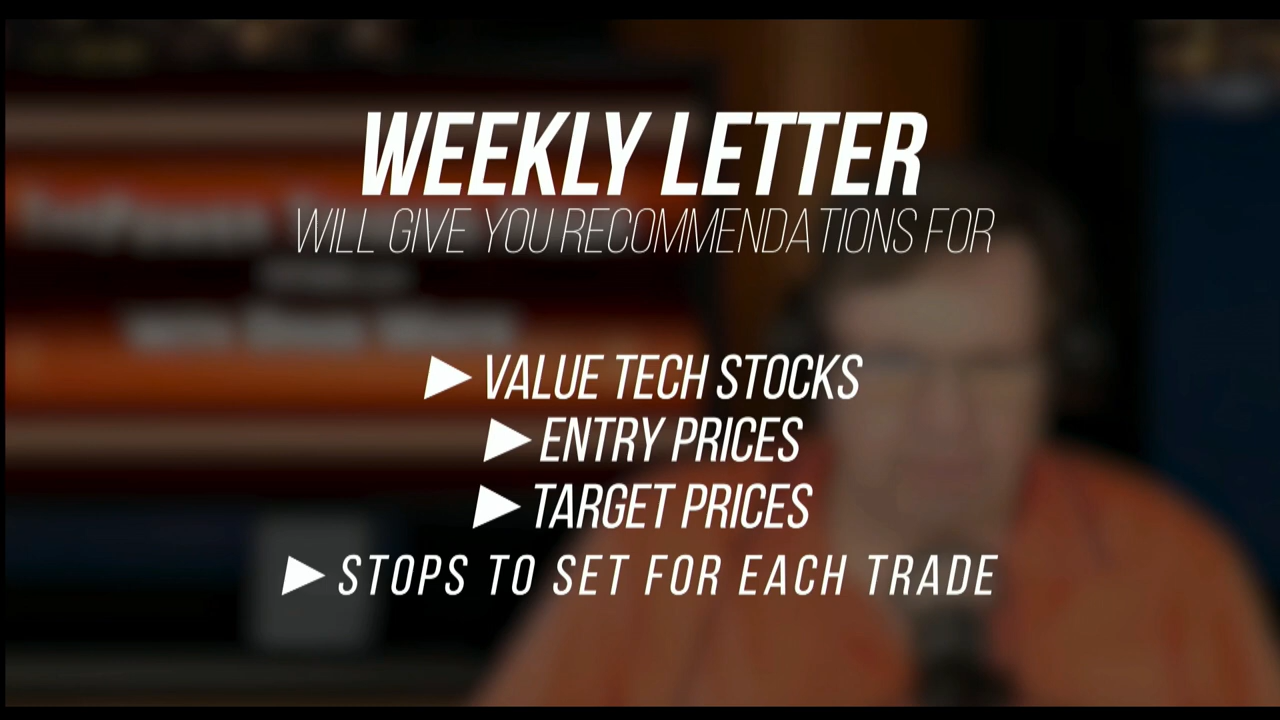 WEEKLY LETTER
WILL GIVE YOU RECOMMENDATIONS FOR
▶ VALUE TECH STOCKS
▶ ENTRY PRICES
▶ TARGET PRICES
▶ STOPS TO SET FOR EACH TRADE